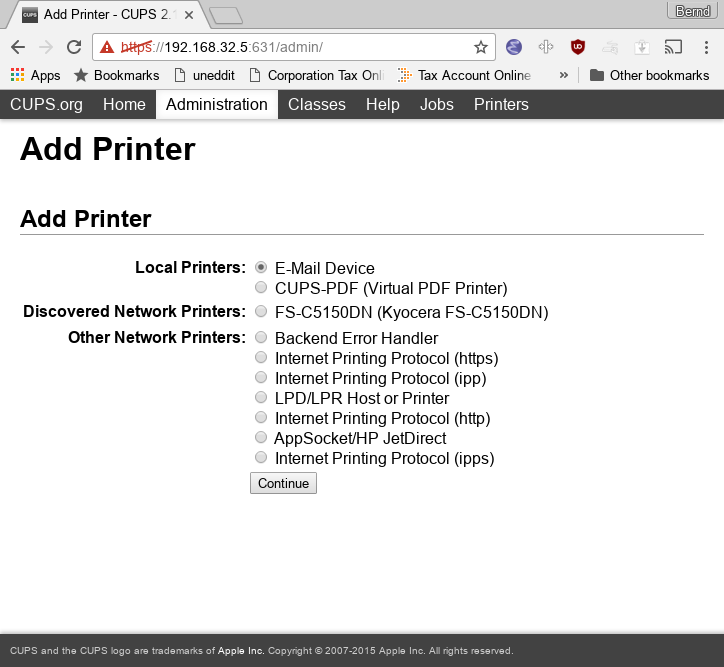 Add Printer - CUPS 2.1
Bernd
https://192.168.32.5:631/admin/
Apps Bookmarks uneddit Corporation Tax Onli Tax Account Online » Other bookmarks
CUPS.org Home Administration Classes Help Jobs Printers
Add Printer
Add Printer
Local Printers: E-Mail Device
CUPS-PDF (Virtual PDF Printer)
Discovered Network Printers: FS-C5150DN (Kyocera FS-C5150DN)
Other Network Printers: Backend Error Handler
Internet Printing Protocol (https)
Internet Printing Protocol (ipp)
LPD/LPR Host or Printer
Internet Printing Protocol (http)
AppSocket/HP JetDirect
Internet Printing Protocol (ipps)
Continue
CUPS and the CUPS logo are trademarks of Apple Inc. Copyright © 2007-2015 Apple Inc. All rights reserved.